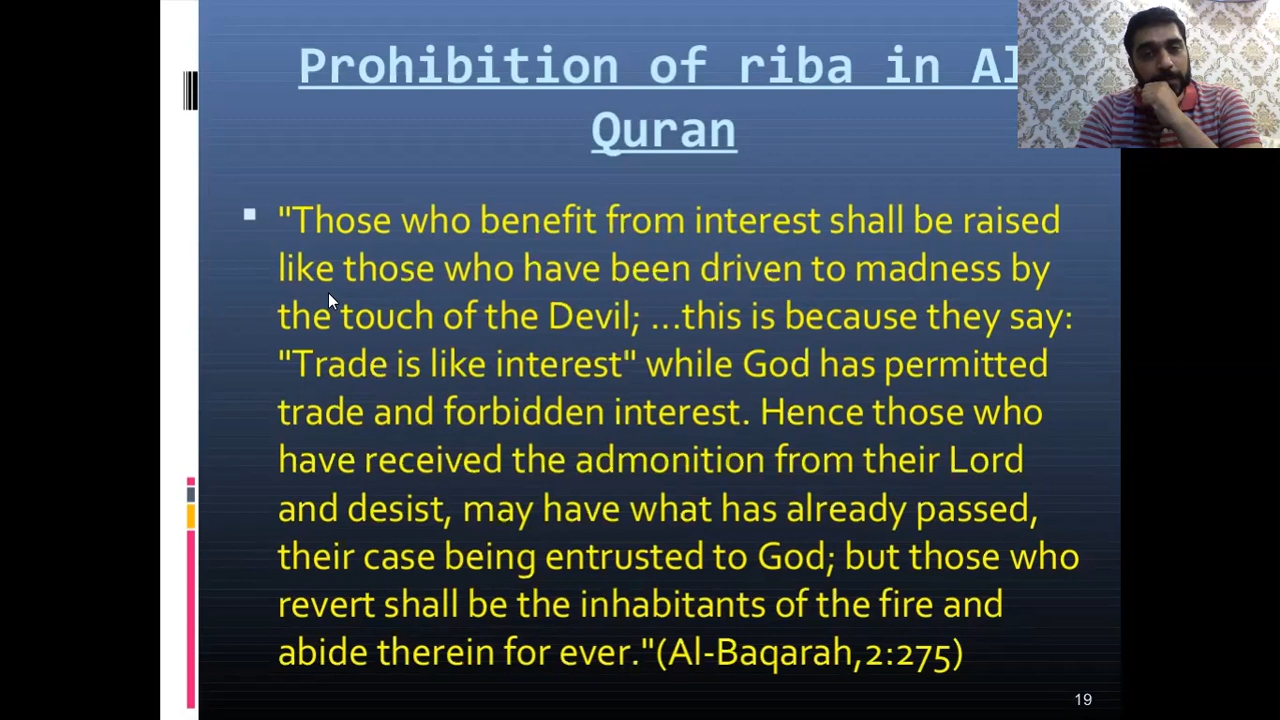 Prohibition of riba in Al
Quran
"Those who benefit from interest shall be raised
like those who have been driven to madness by
the touch of the Devil; ...this is because they say:
"Trade is like interest" while God has permitted
trade and forbidden interest. Hence those who
have received the admonition from their Lord
and desist, may have what has already passed,
their case being entrusted to God; but those who
revert shall be the inhabitants of the fire and
abide therein for ever."(Al-Baqarah,2:275)
19